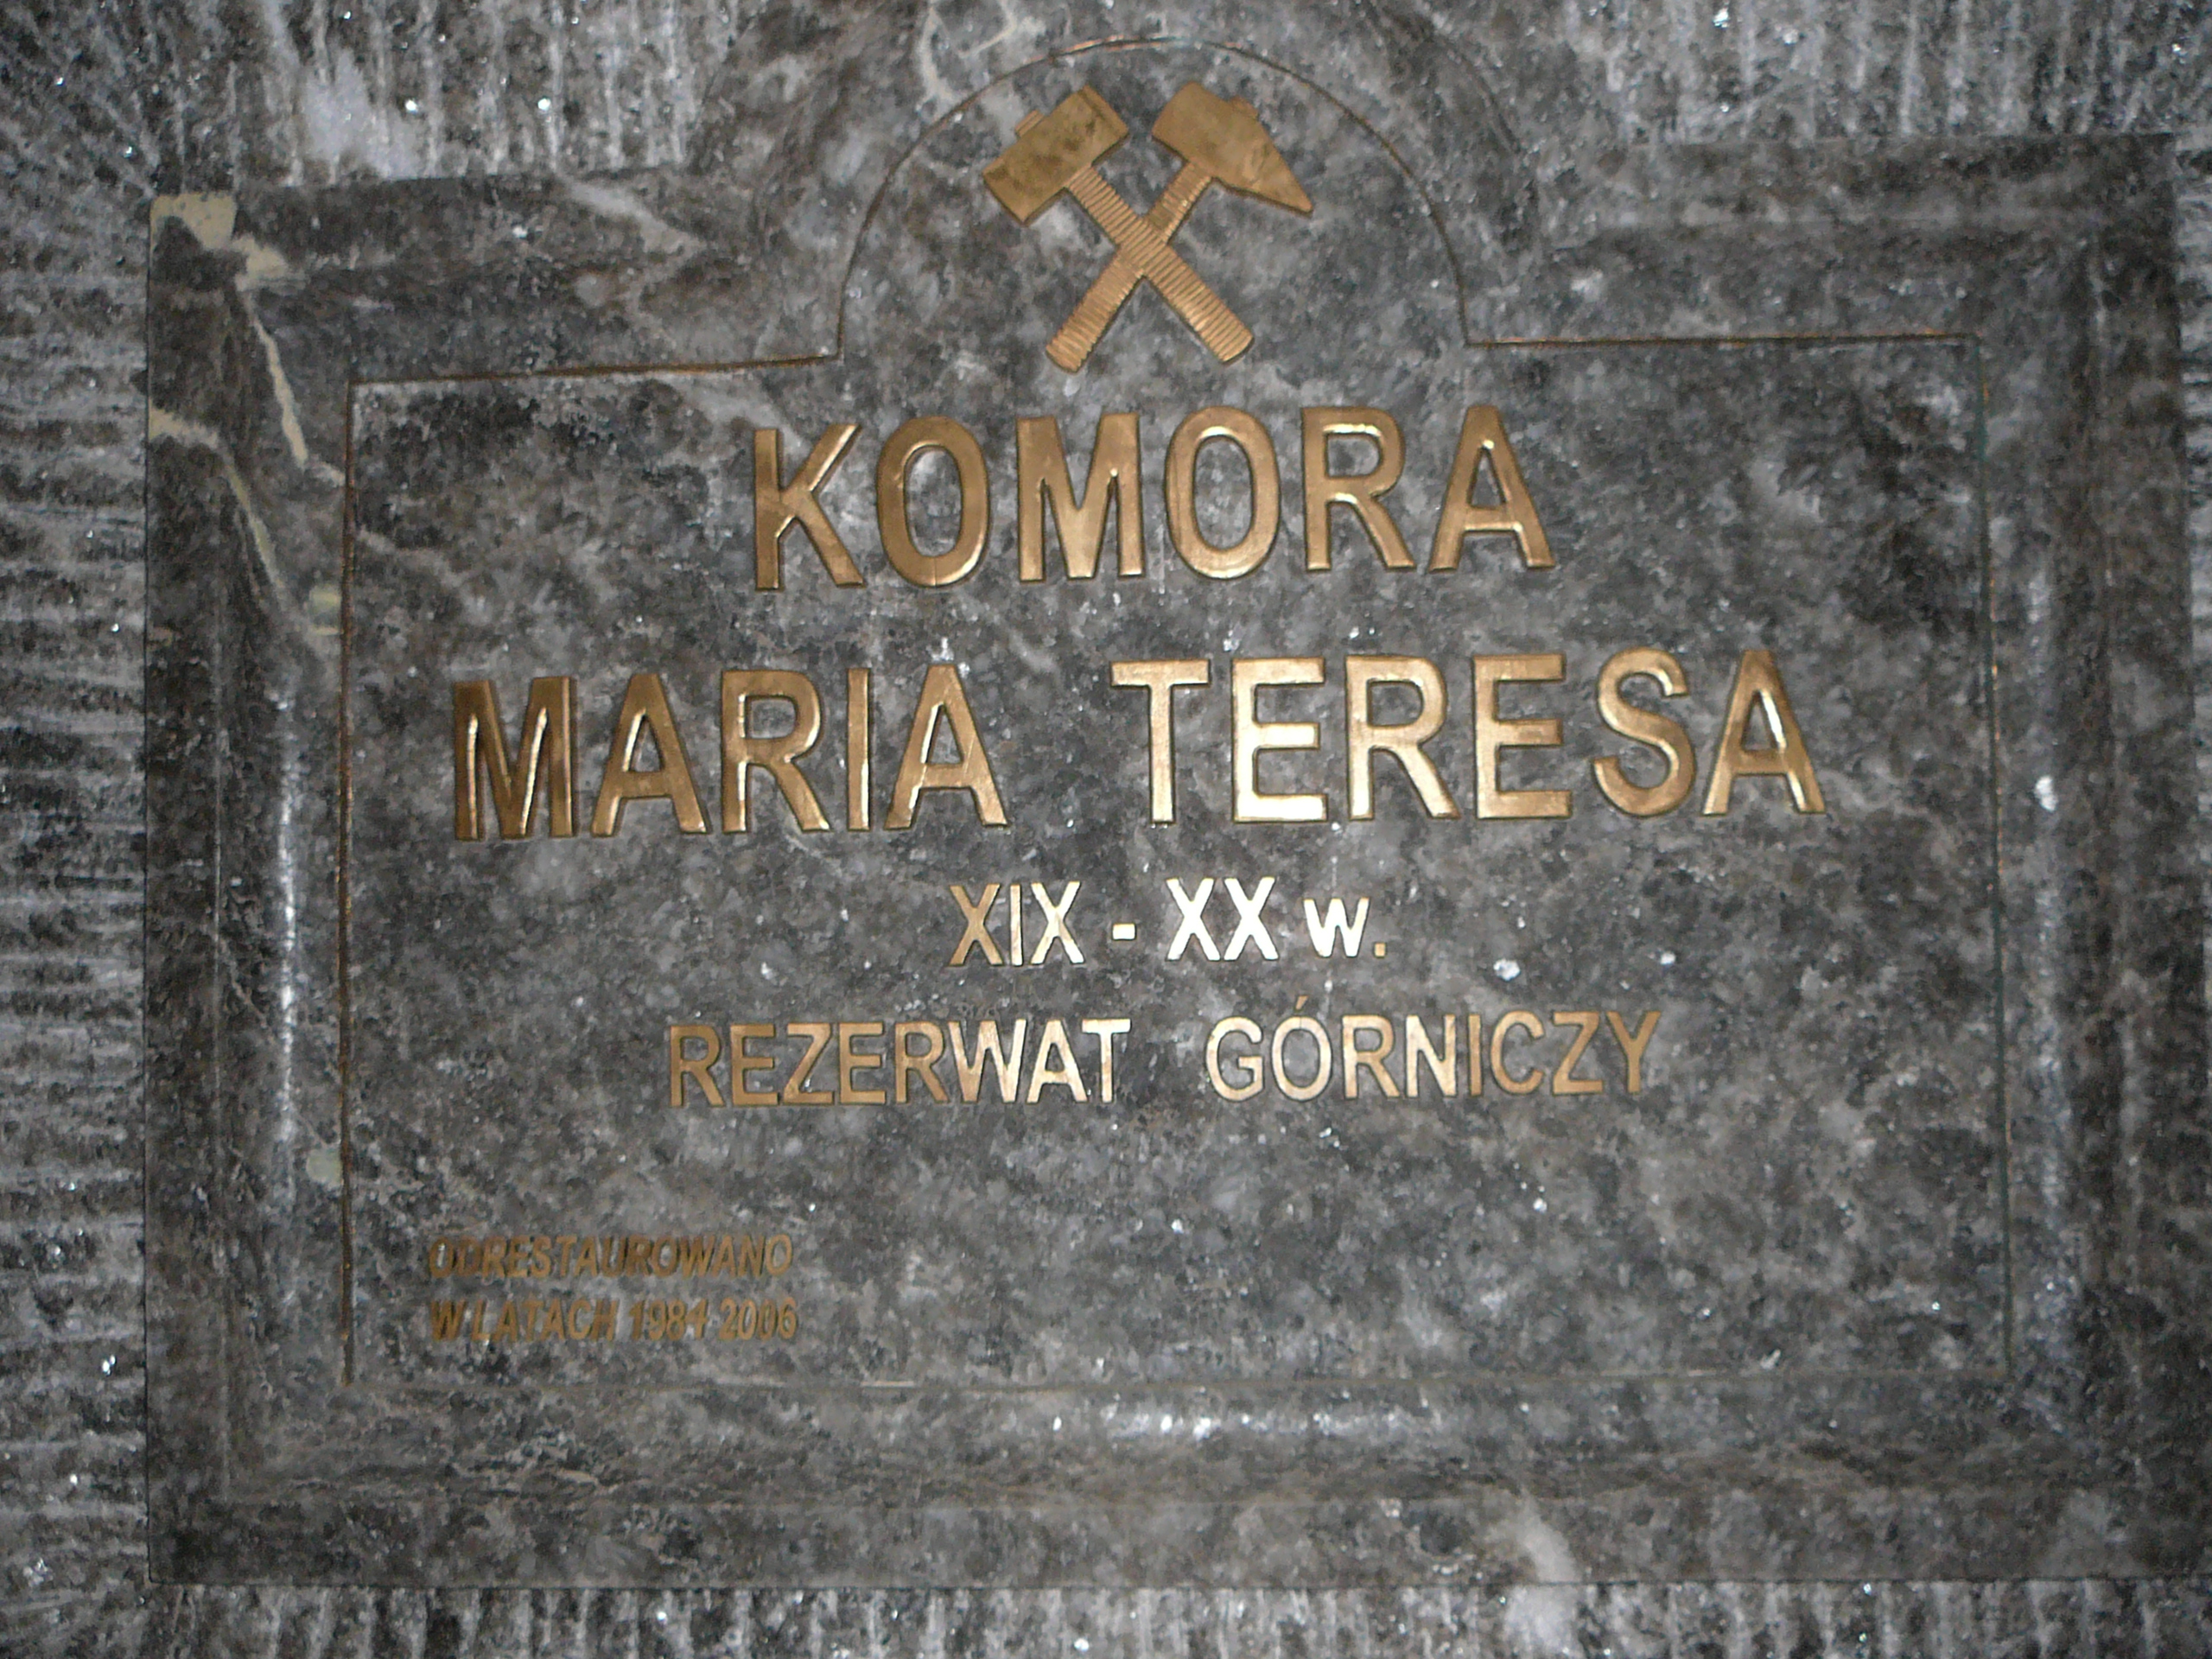 KOMORA
MARIA TERESA
XIX - XX w.
REZERWAT GÓRNICZY
ODRESTAUROWANO
W LATACH 1984-2006